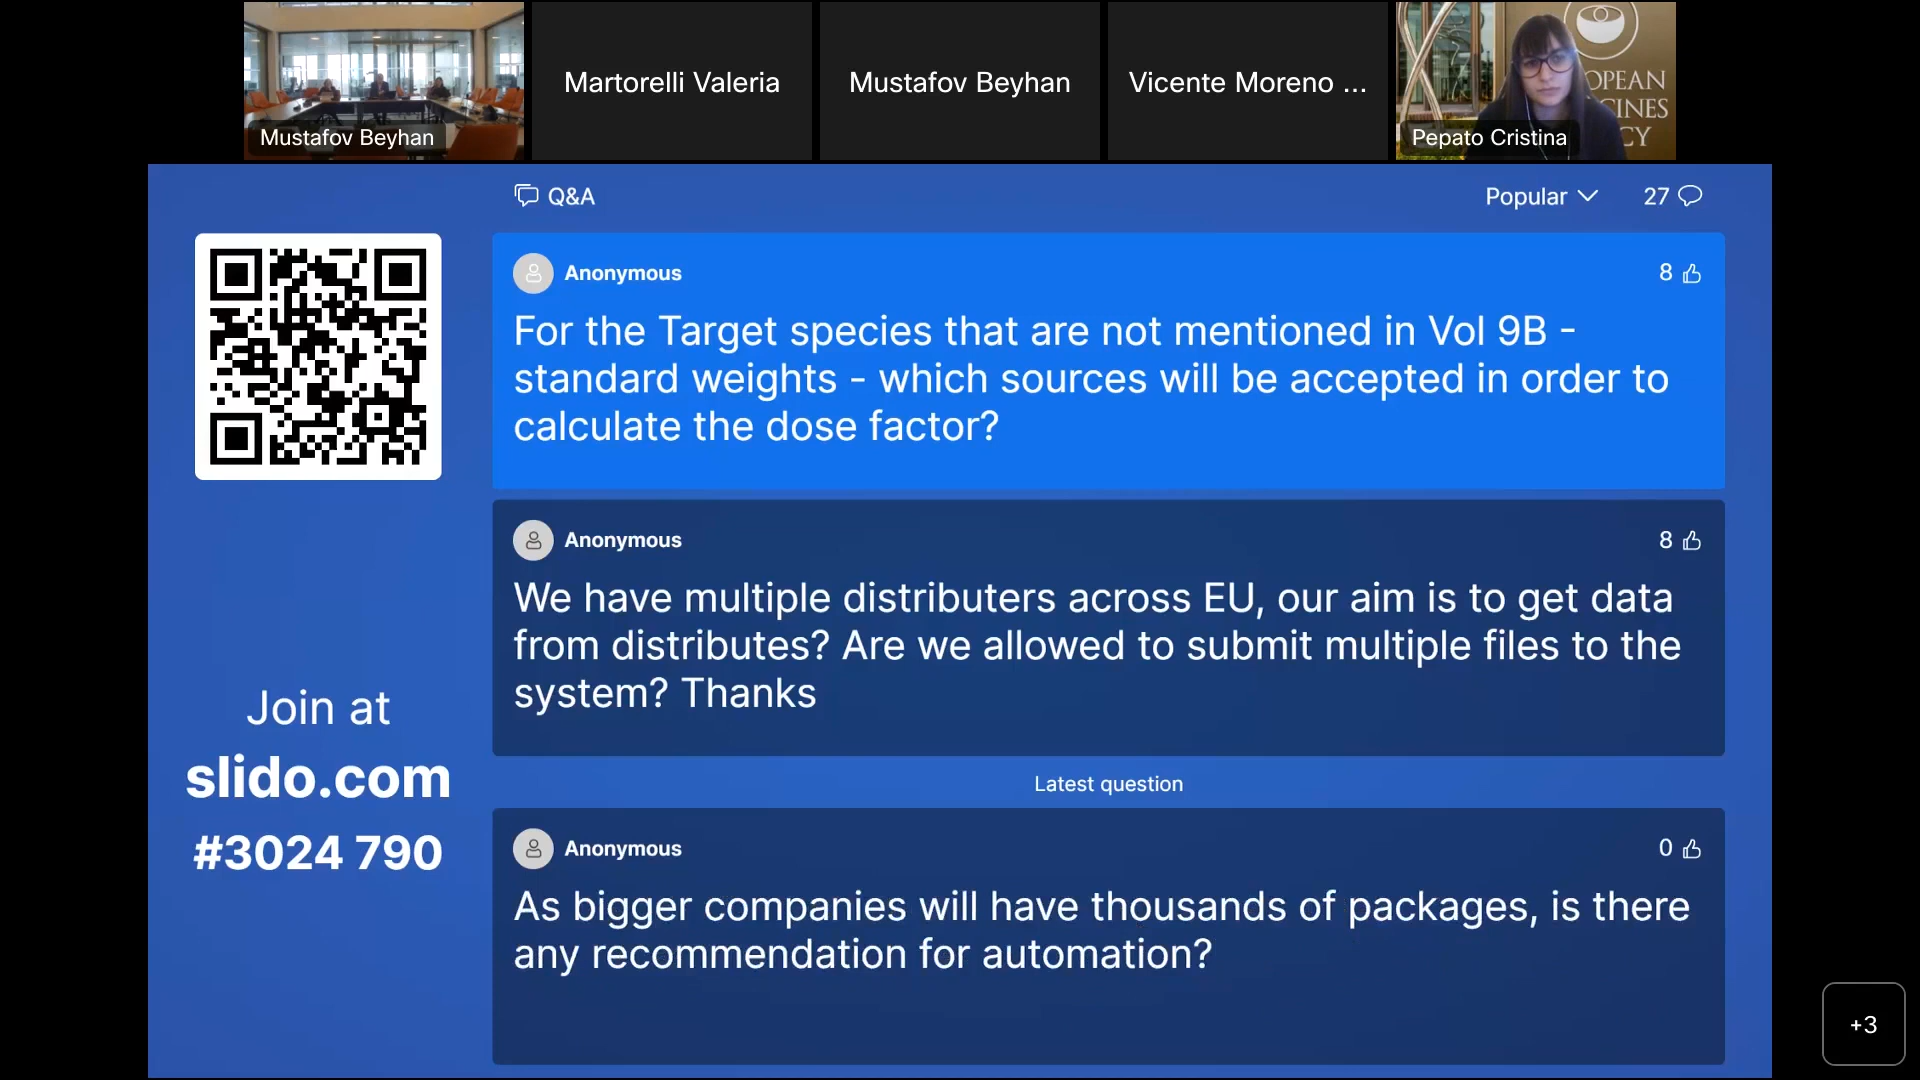 Mustafov Beyhan
Martorelli Valeria
Mustafov Beyhan
Vicente Moreno ...
OPEAN
CINES
CY
Pepato Cristina
Q&A
Popular
27
Anonymous
8
For the Target species that are not mentioned in Vol 9B -
standard weights - which sources will be accepted in order to
calculate the dose factor?
Anonymous
8
We have multiple distributers across EU, our aim is to get data
from distributes? Are we allowed to submit multiple files to the
system? Thanks
Latest question
Anonymous
0
As bigger companies will have thousands of packages, is there
any recommendation for automation?
Join at
slido.com
#3024 790
+3